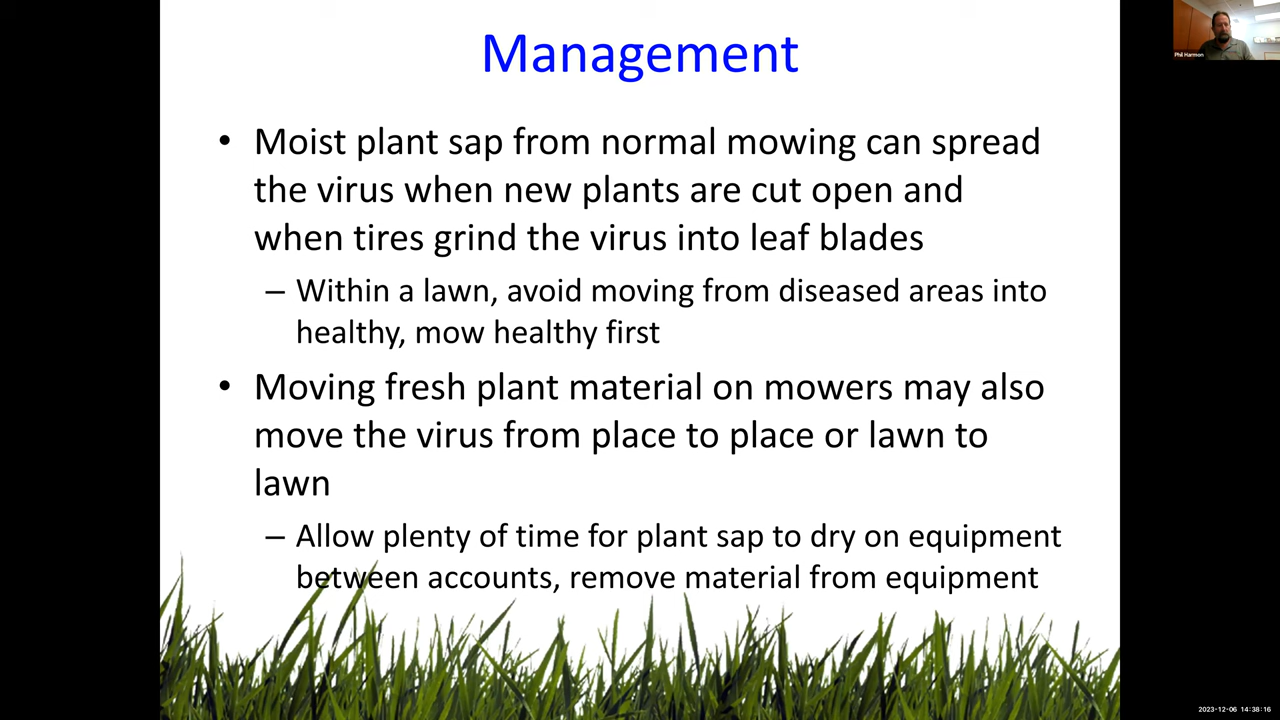 Management
• Moist plant sap from normal mowing can spread
the virus when new plants are cut open and
when tires grind the virus into leaf blades
– Within a lawn, avoid moving from diseased areas into
healthy, mow healthy first
• Moving fresh plant material on mowers may also
move the virus from place to place or lawn to
lawn
– Allow plenty of time for plant sap to dry on equipment
between accounts, remove material from equipment
Phil Harmon
2023-12-06 14:38:16